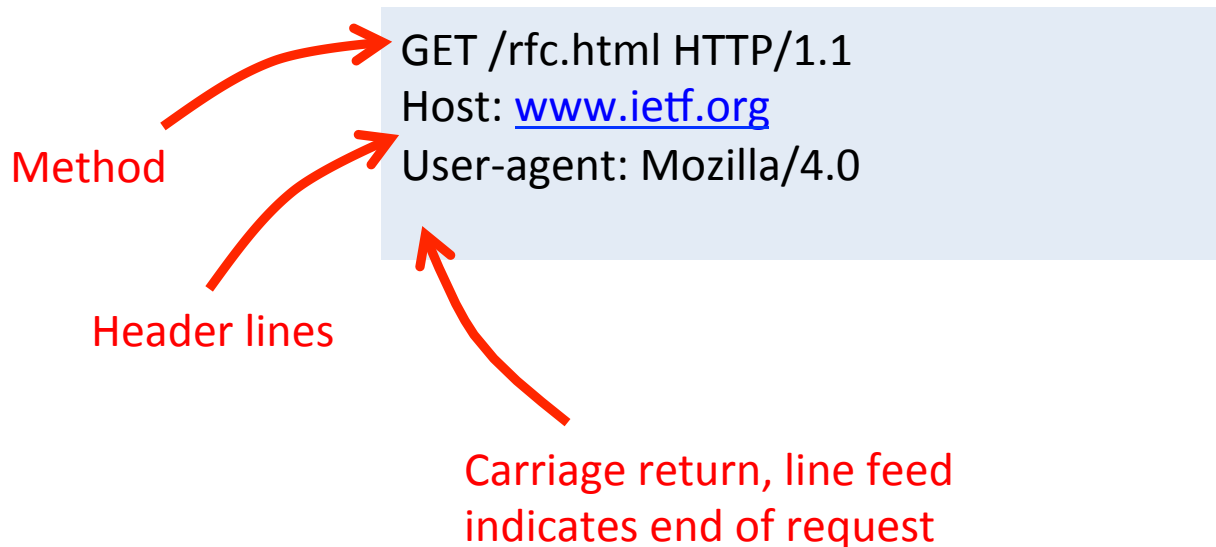 GET /rfc.html HTTP/1.1
Host: www.ietf.org
User-agent: Mozilla/4.0
Method
Header lines
Carriage return, line feed
indicates end of request